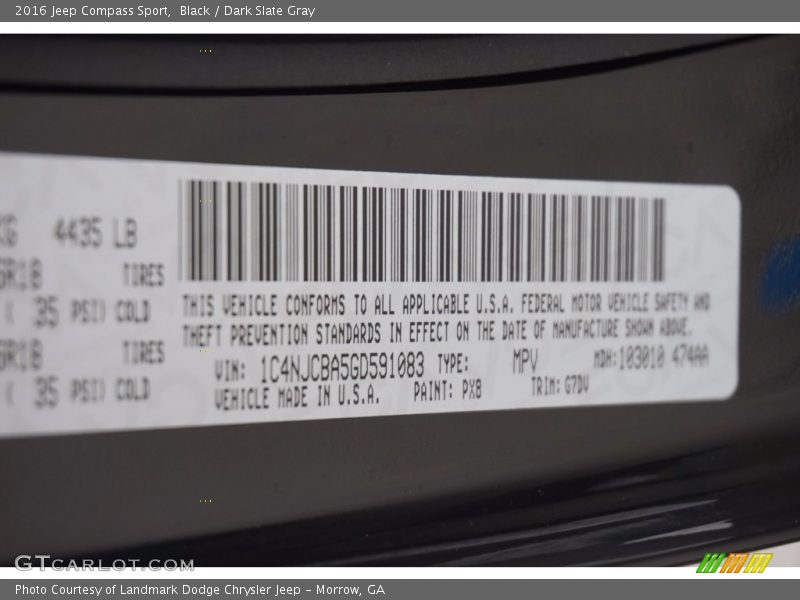 2016 Jeep Compass Sport, Black / Dark Slate Gray
KG 4435 LB
5R18 TIRES
( 35 PSI) COLD
5R18 TIRES
( 35 PSI) COLD
THIS VEHICLE CONFORMS TO ALL APPLICABLE U.S.A. FEDERAL MOTOR VEHICLE SAFETY AND
THEFT PREVENTION STANDARDS IN EFFECT ON THE DATE OF MANUFACTURE SHOWN ABOVE.
VIN: 1C4NJCBA5GD591083 TYPE: MPV MDH:103010 474AA
VEHICLE MADE IN U.S.A. PAINT: PX8 TRIM: G7DV
GTCARLOT.COM
Photo Courtesy of Landmark Dodge Chrysler Jeep - Morrow, GA